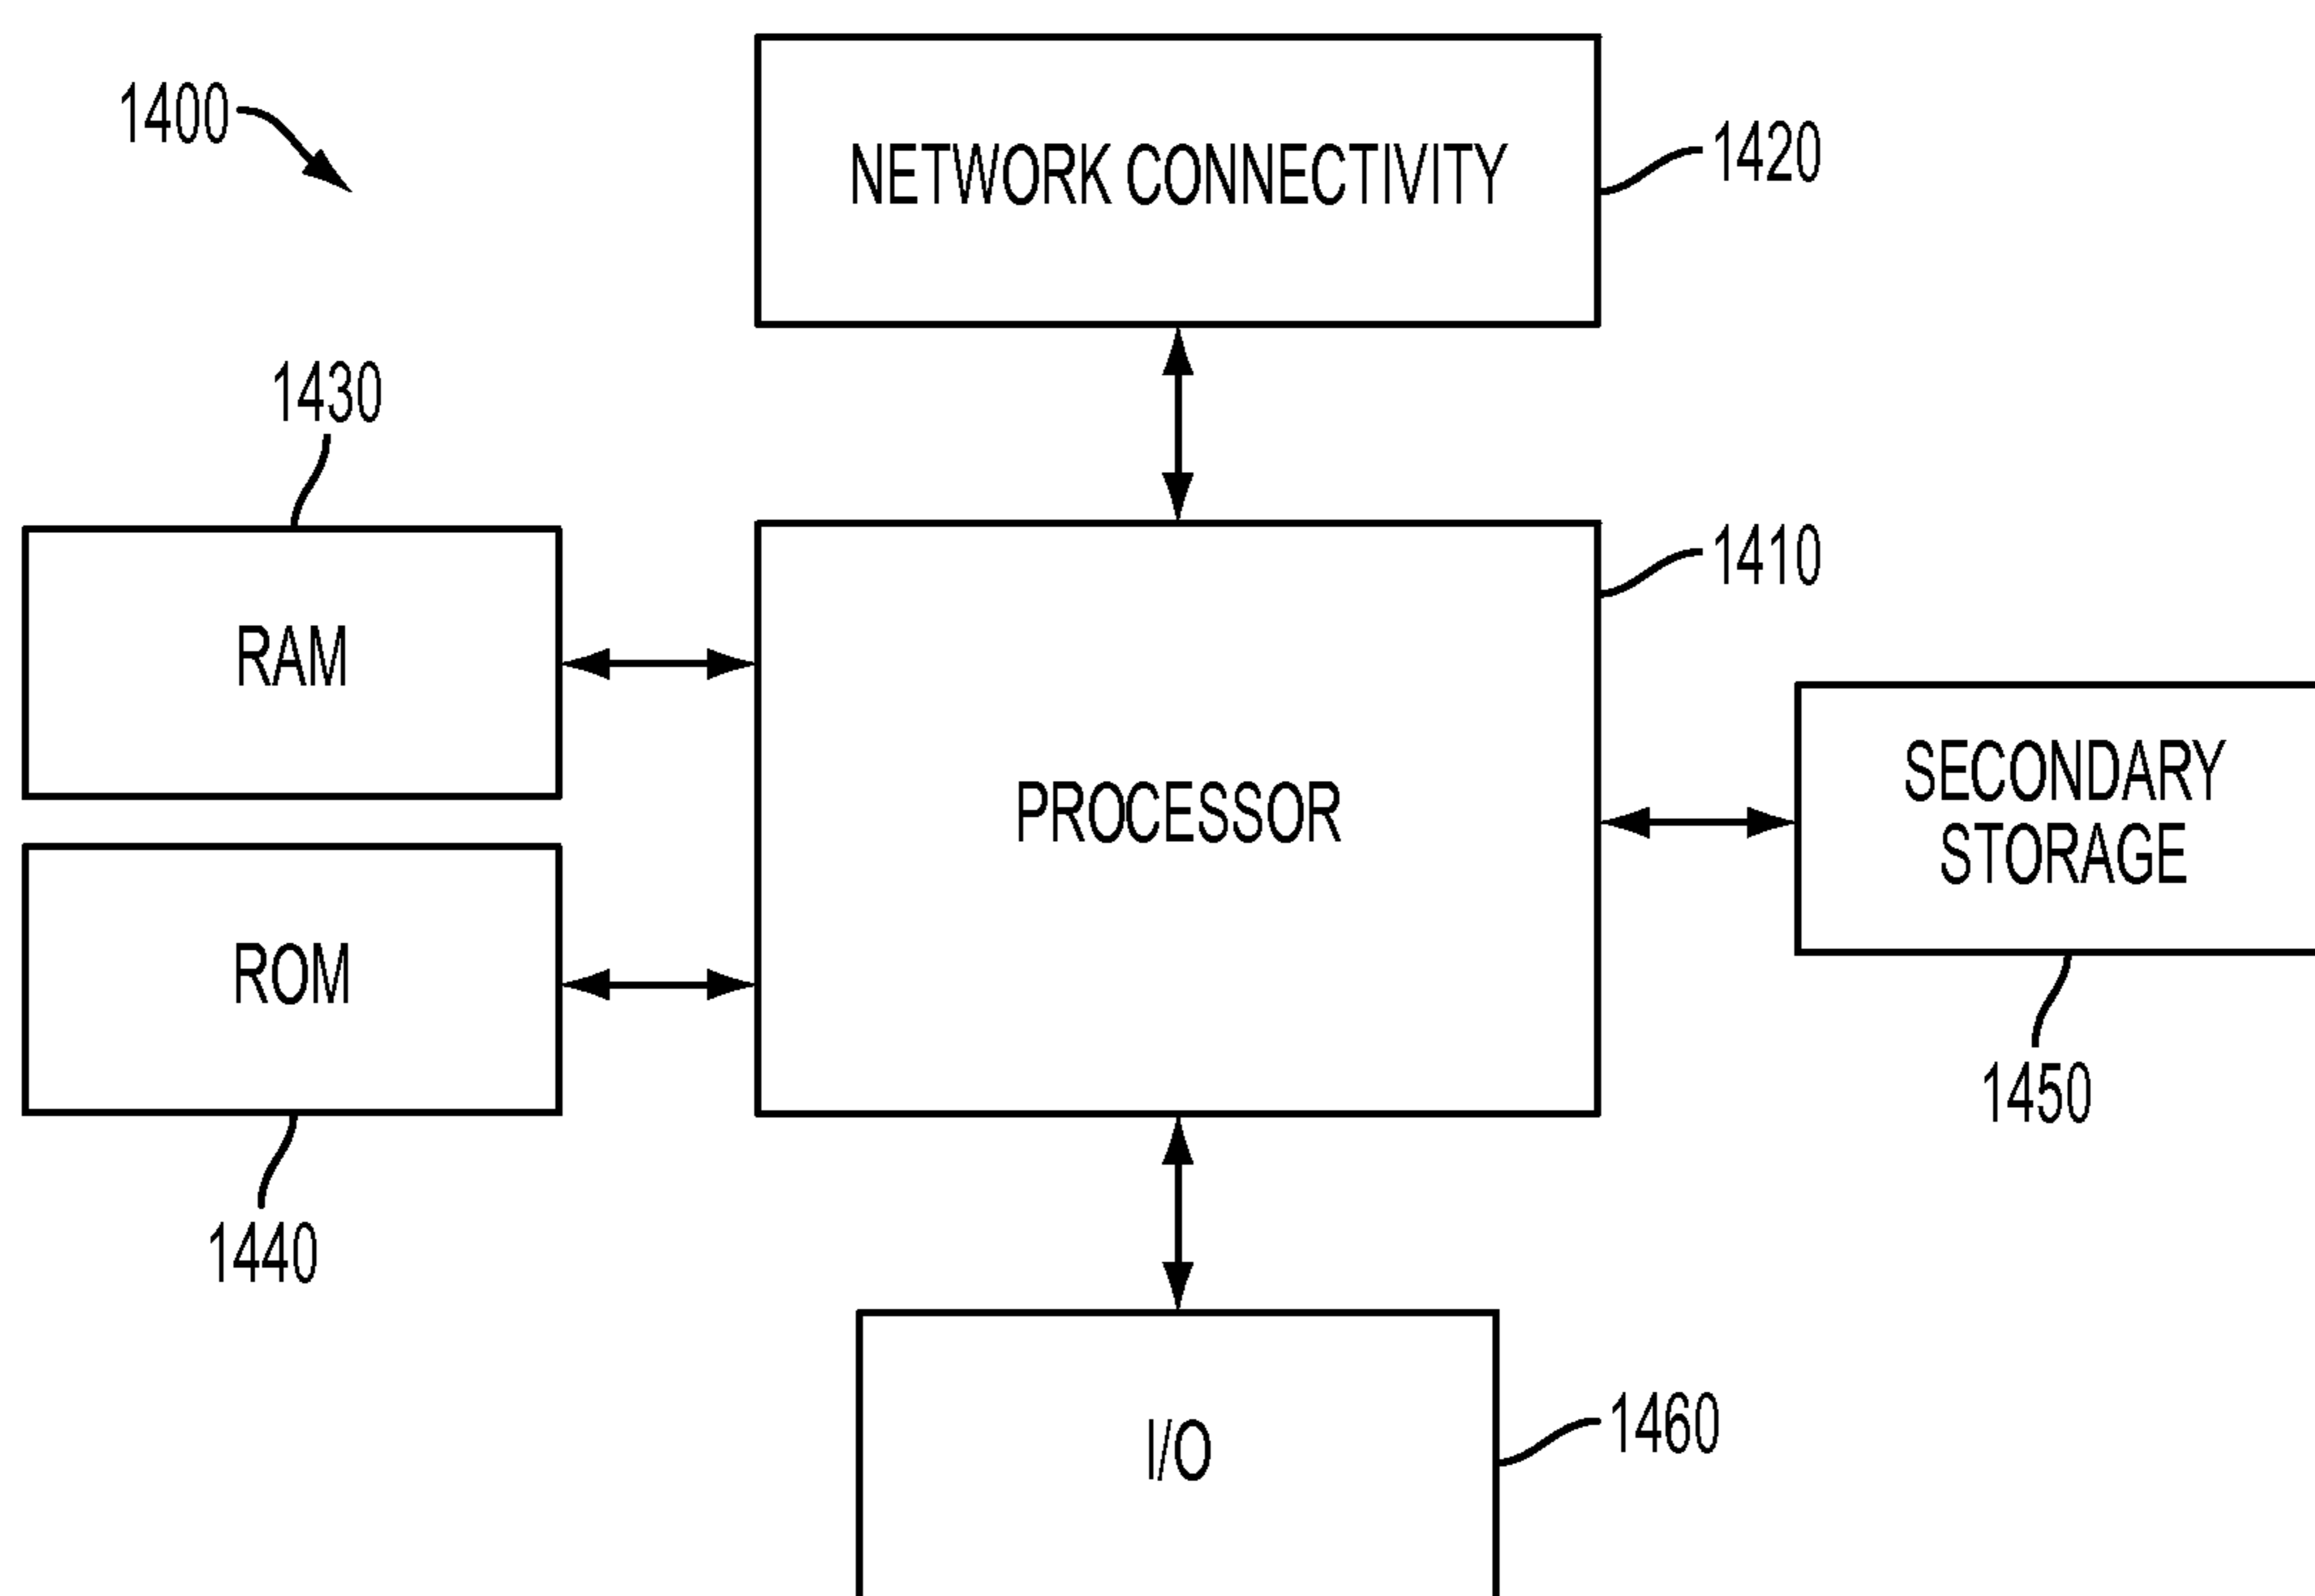 1400
NETWORK CONNECTIVITY
1420
1430
1410
RAM
PROCESSOR
SECONDARY
STORAGE
ROM
1450
1440
I/O
1460